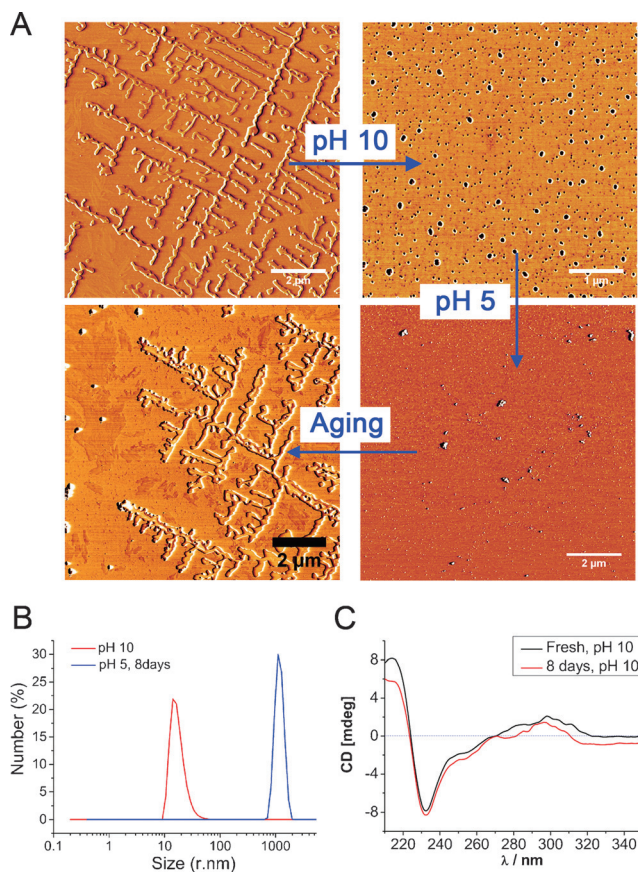 A
2 µm
pH 10
1 µm
pH 5
2 µm
Aging
2 µm
B
pH 10
pH 5, 8days
30
25
20
15
10
5
0
Number (%)
0.1
1
10
100
1000
Size (r.nm)
C
Fresh, pH 10
8 days, pH 10
8
4
0
-4
-8
CD [mdeg]
220
240
260
280
300
320
340
λ / nm